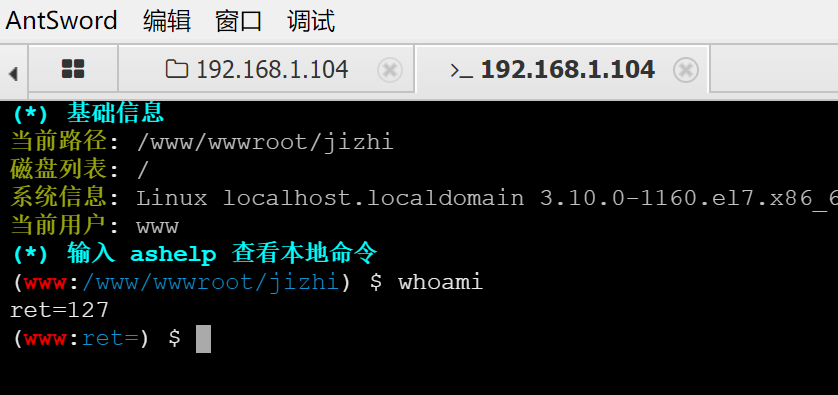 AntSword 编辑 窗口 调试
192.168.1.104 >_ 192.168.1.104
(*) 基础信息
当前路径: /www/wwwroot/jizhi
磁盘列表: /
系统信息: Linux localhost.localdomain 3.10.0-1160.el7.x86_6
当前用户: www
(*) 输入 ashelp 查看本地命令
(www:/www/wwwroot/jizhi) $ whoami
ret=127
(www:ret=) $